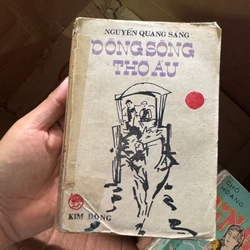 NGUYỄN QUANG SÁNG
DÒNG SÔNG
THƠ ẤU
KIM ĐỒNG